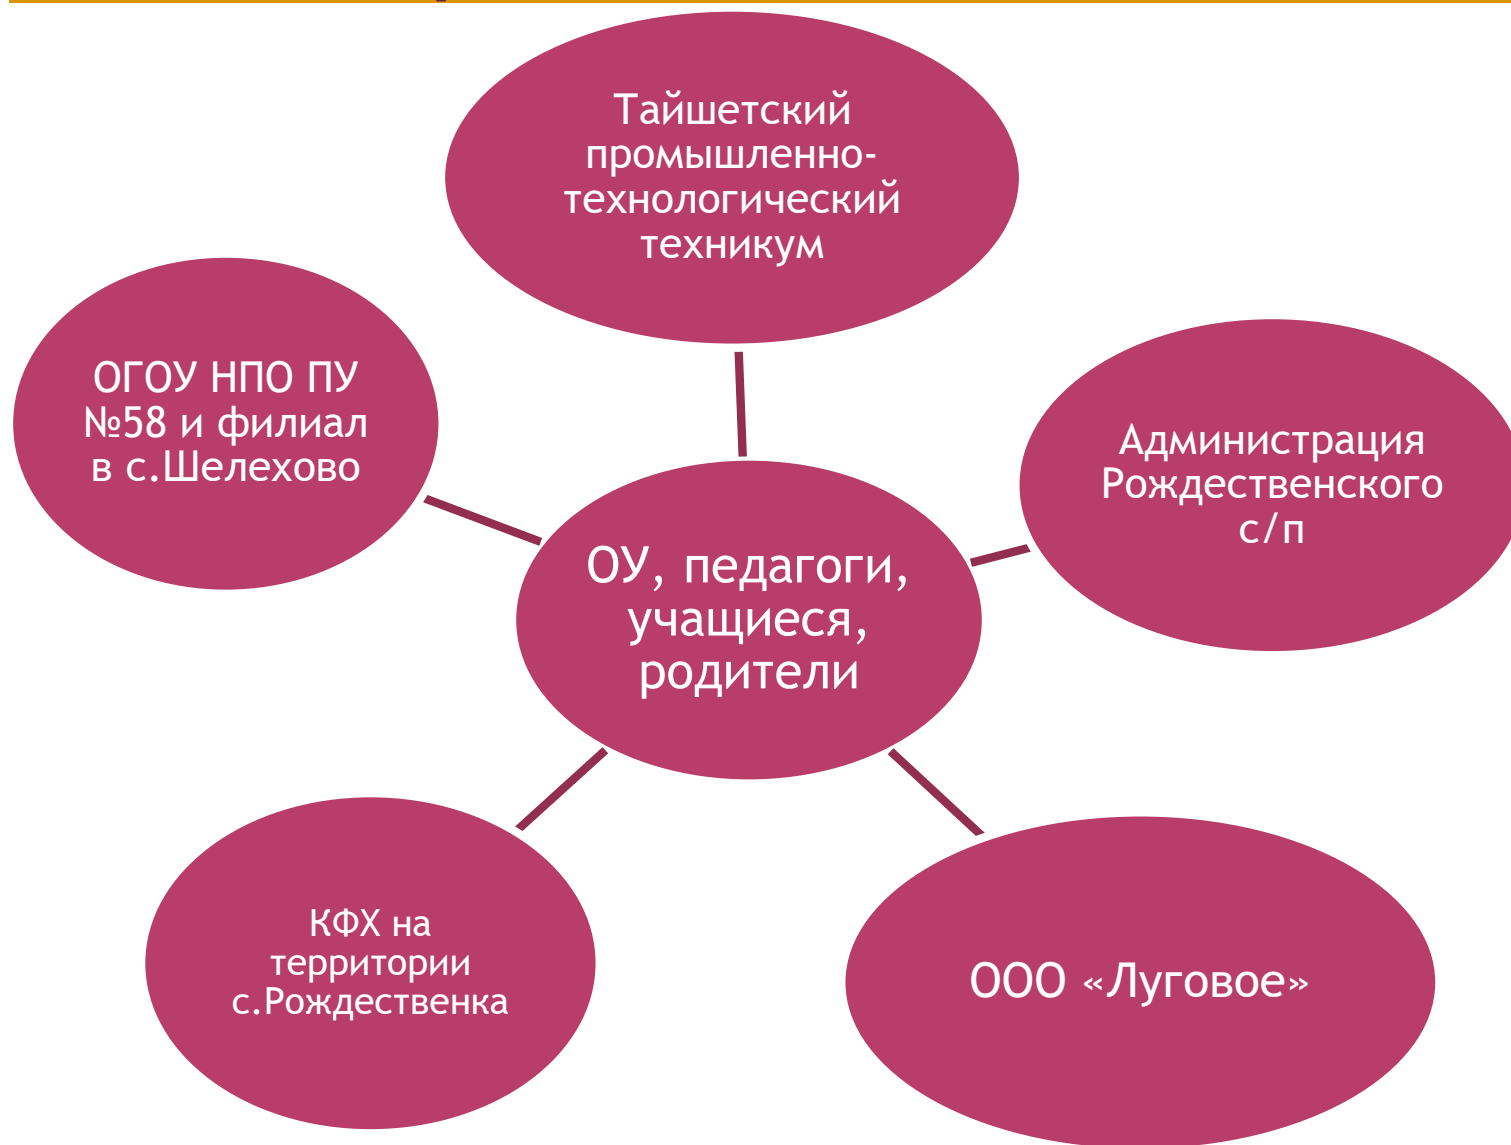 Тайшетский
промышленно-
технологический
техникум
ОГОУ НПО ПУ
№58 и филиал
в с.Шелехово
Администрация
Рождественского
с/п
ОУ, педагоги,
учащиеся,
родители
КФХ на
территории
с.Рождественка
ООО «Луговое»